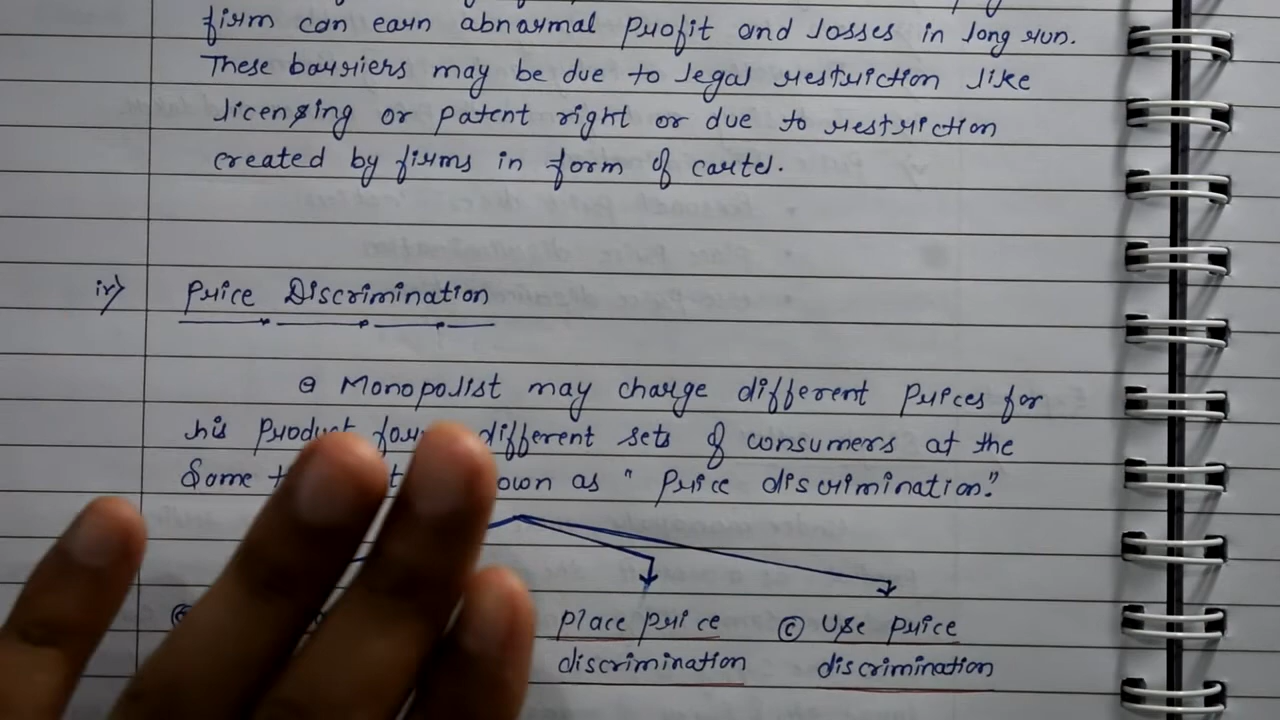 firm can earn abnormal profit and losses in long run.
These barriers may be due to legal restriction like
licensing or patent right or due to restriction
created by firms in form of cartel.
iv) Price Discrimination
Monopolist may charge different prices for
his product different sets of consumers at the
Same as " Price discrimination."
Place price © Use price
discrimination discrimination